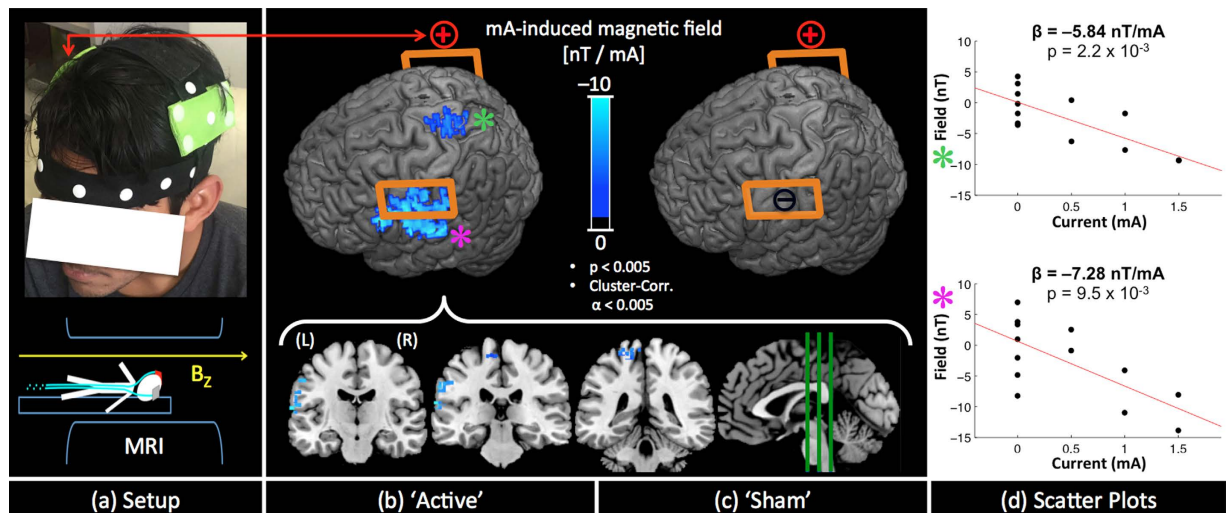 mA-induced magnetic field
[nT / mA]
−10
0
• p < 0.005
• Cluster-Corr.
α < 0.005
(L)
(R)
B_Z
MRI
(a) Setup
(b) 'Active'
(c) 'Sham'
β = −5.84 nT/mA
p = 2.2 x 10⁻³
Field (nT)
10
5
0
−5
−10
−15
0
0.5
1
1.5
Current (mA)
β = −7.28 nT/mA
p = 9.5 x 10⁻³
Field (nT)
10
5
0
−5
−10
−15
0
0.5
1
1.5
Current (mA)
(d) Scatter Plots